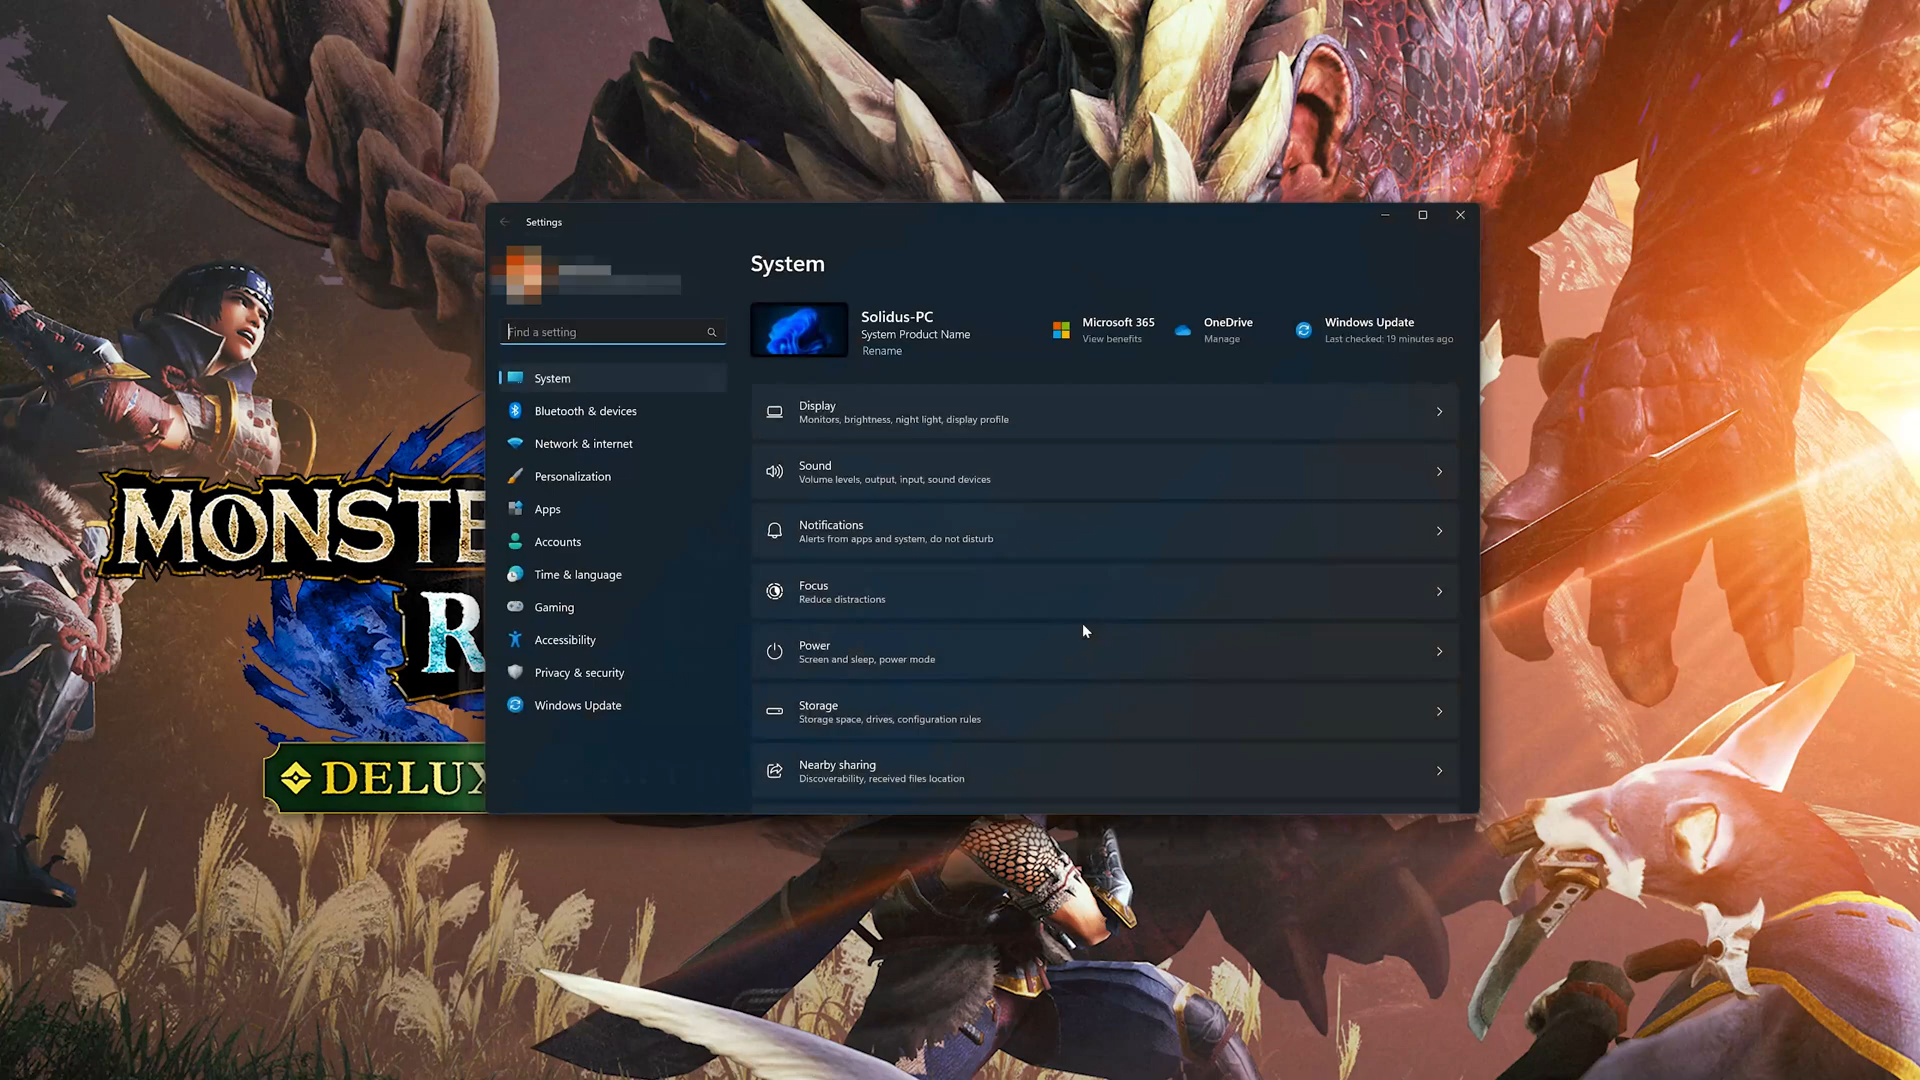 Settings
Find a setting
System
Bluetooth & devices
Network & internet
Personalization
Apps
Accounts
Time & language
Gaming
Accessibility
Privacy & security
Windows Update
System
Solidus-PC
System Product Name
Rename
Microsoft 365
View benefits
OneDrive
Manage
Windows Update
Last checked: 19 minutes ago
Display
Monitors, brightness, night light, display profile
Sound
Volume levels, output, input, sound devices
Notifications
Alerts from apps and system, do not disturb
Focus
Reduce distractions
Power
Screen and sleep, power mode
Storage
Storage space, drives, configuration rules
Nearby sharing
Discoverability, received files location
MONSTE
R
DELUX